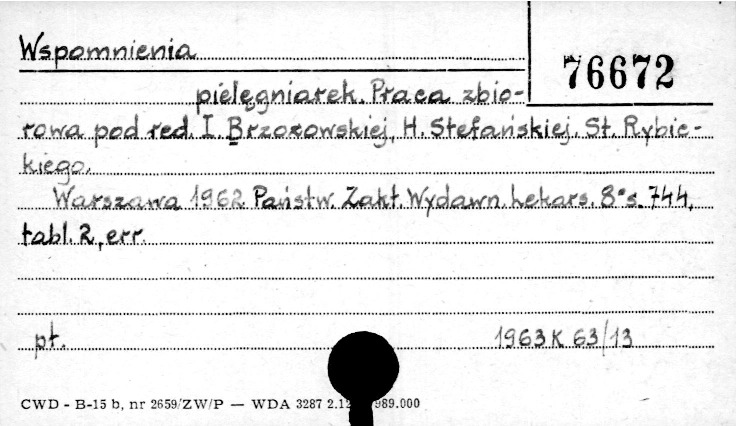 Wspomnienia
76672
pielęgniarek. Praca zbio-
rowa pod red. I. Brzozowskiej, H. Stefańskiej, St. Rybic-
kiego.
Warszawa 1962 Państw. Zakł. Wydawn. Lekars. 8° s. 744,
tabl. 2, err.
pł. 1963 K 63/13
CWD - B-15 b, nr 2659/ZW/P — WDA 3287 2.12 989.000